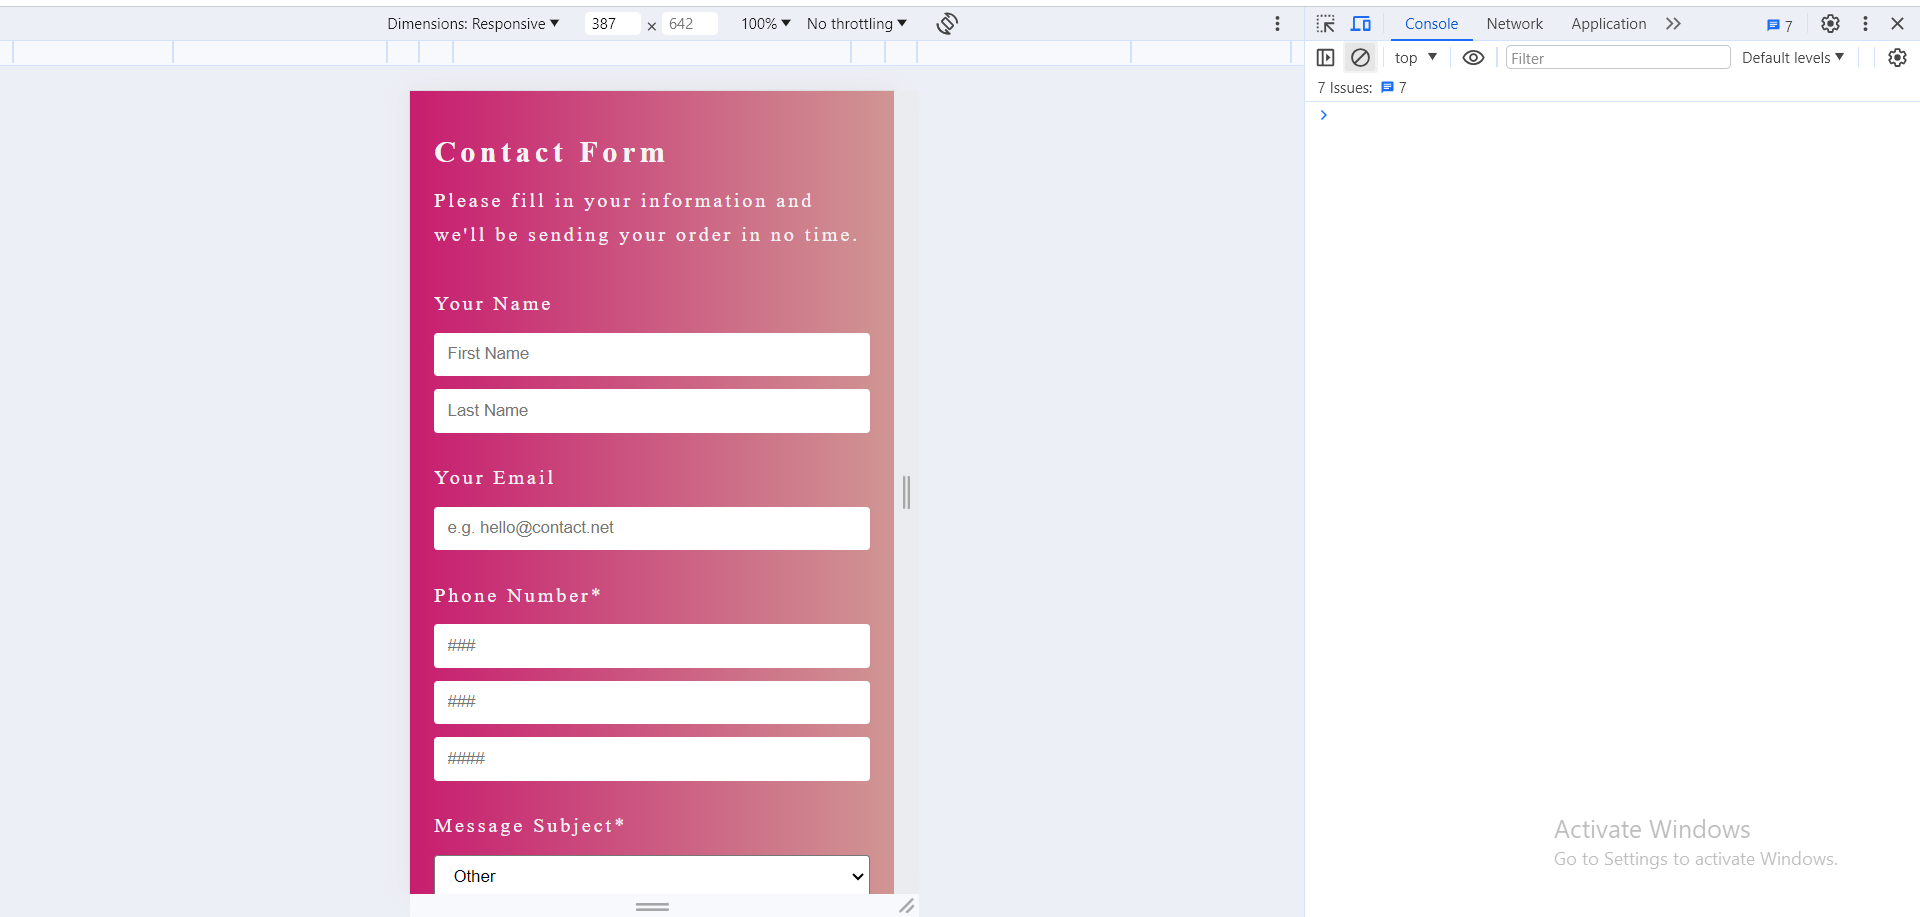 Dimensions: Responsive 387 × 642 100% No throttling
Console Network Application 7
top Filter Default levels
7 Issues: 7
Contact Form
Please fill in your information and
we'll be sending your order in no time.
Your Name
First Name
Last Name
Your Email
e.g. hello@contact.net
Phone Number*
###
###
####
Message Subject*
Other
Activate Windows
Go to Settings to activate Windows.